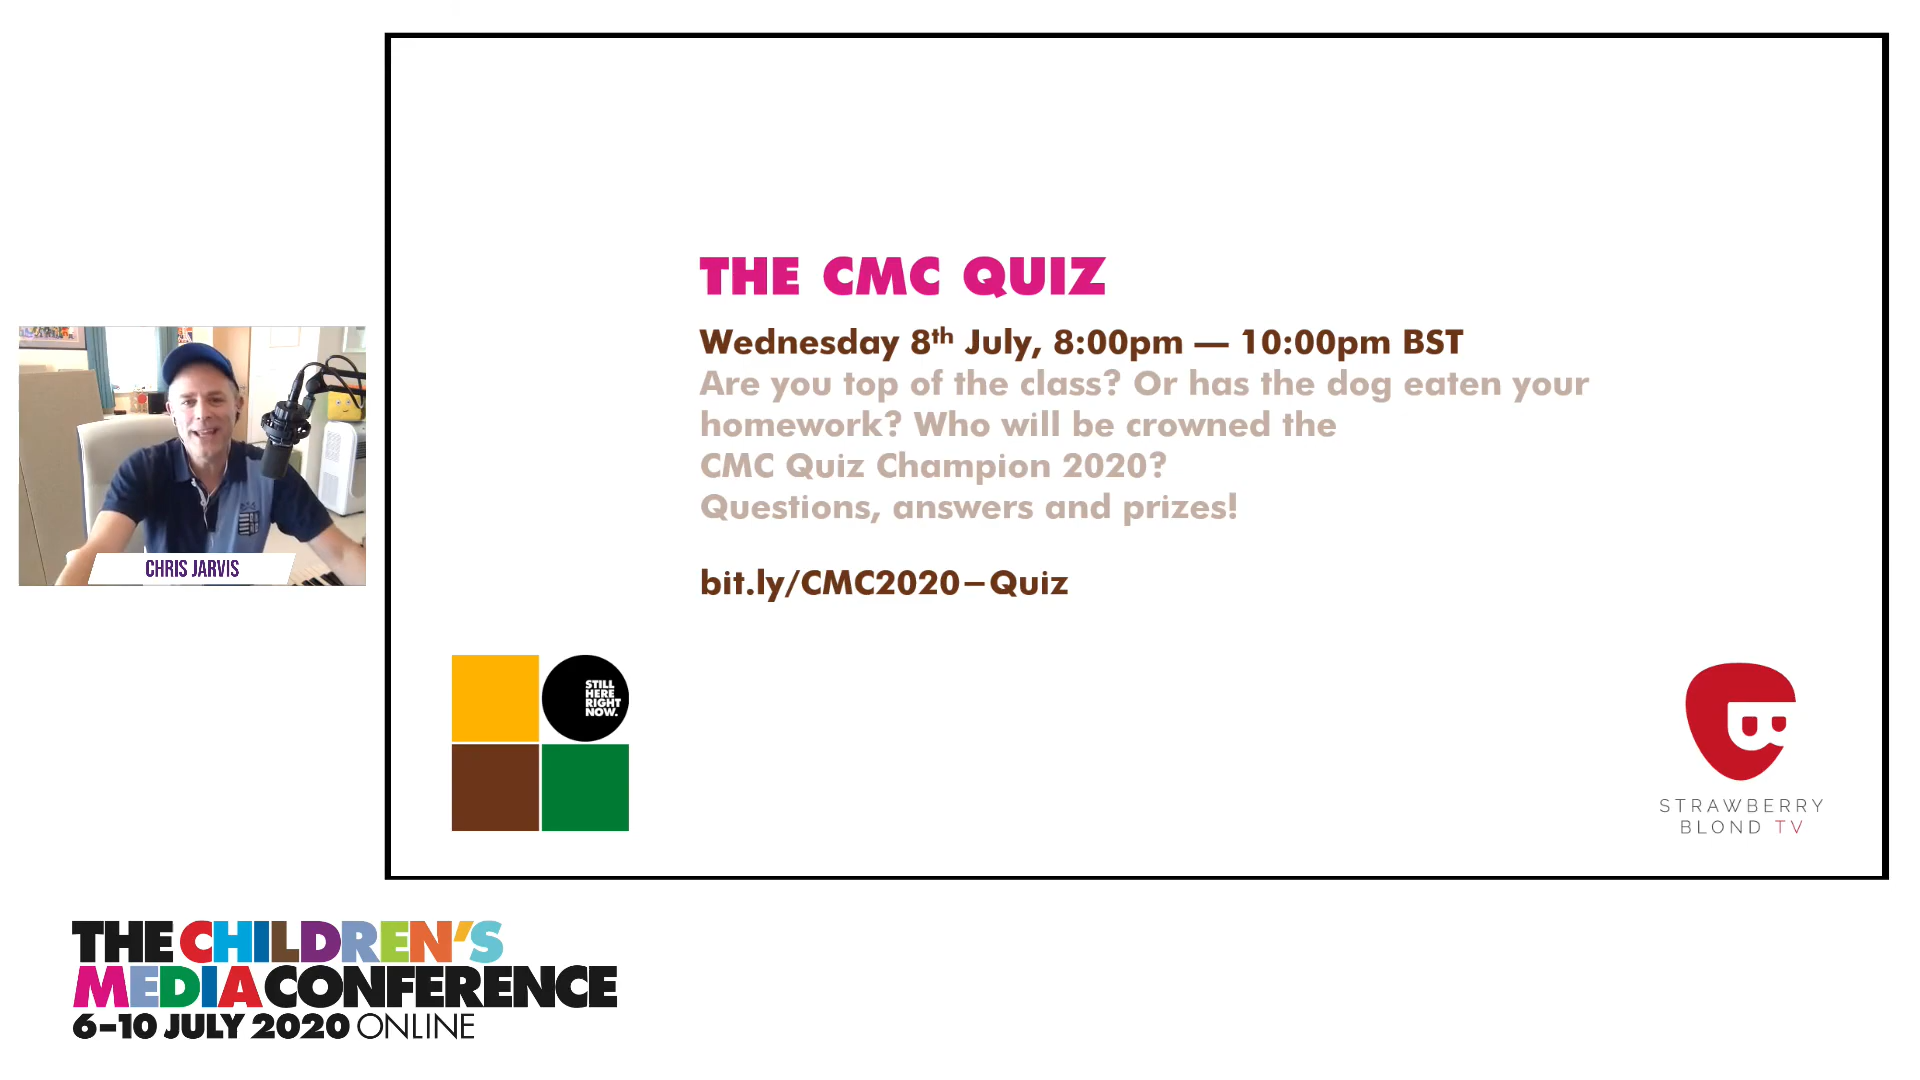 THE CMC QUIZ
Wednesday 8th July, 8:00pm — 10:00pm BST
Are you top of the class? Or has the dog eaten your
homework? Who will be crowned the
CMC Quiz Champion 2020?
Questions, answers and prizes!
bit.ly/CMC2020–Quiz
CHRIS JARVIS
STILL
HERE
RIGHT
NOW.
STRAWBERRY
BLOND TV
THE CHILDREN'S
MEDIA CONFERENCE
6–10 JULY 2020 ONLINE